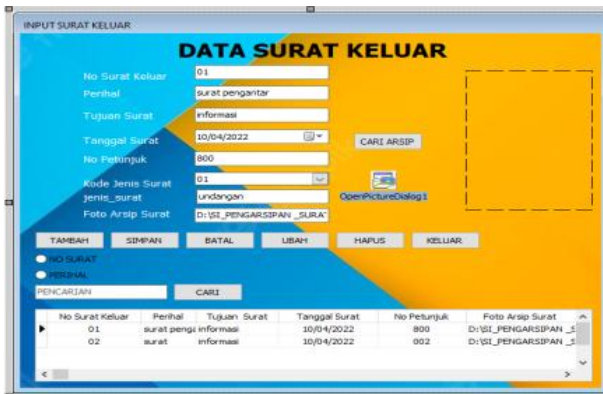 INPUT SURAT KELUAR
DATA SURAT KELUAR
No Surat Keluar 01
Perihal surat pengantar
Tujuan Surat informasi
Tanggal Surat 10/04/2022
CARI ARSIP
No Petunjuk 800
Kode Jenis Surat 01
jenis_surat undangan
OpenPictureDialog1
Foto Arsip Surat D:\SI_PENGARSIPAN _SURA
TAMBAH SIMPAN BATAL UBAH HAPUS KELUAR
NO SURAT
PERIHAL
PENCARIAN CARI
No Surat Keluar Perihal Tujuan Surat Tanggal Surat No Petunjuk Foto Arsip Surat
01 surat penga informasi 10/04/2022 800 D:\SI_PENGARSIPAN _S
02 surat informasi 10/04/2022 002 D:\SI_PENGARSIPAN _S